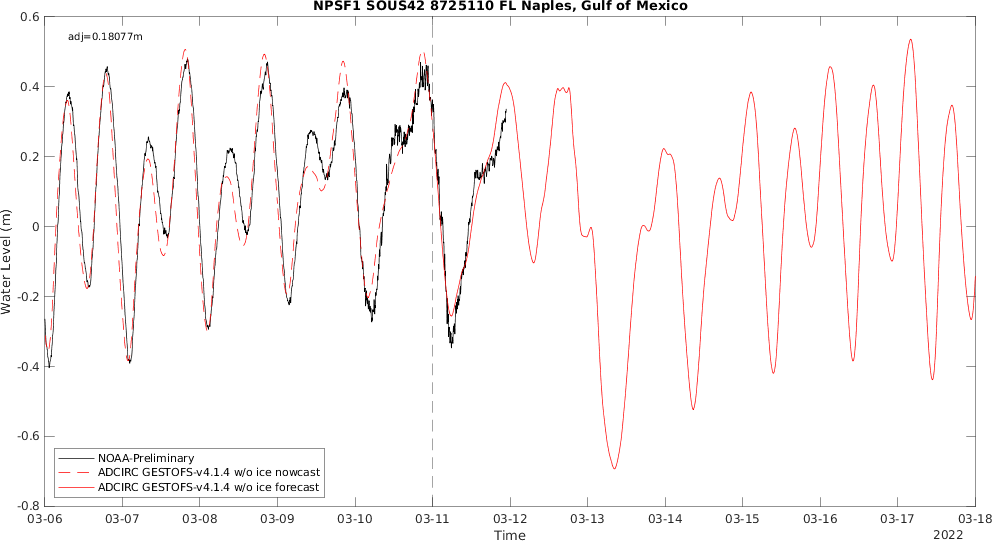 NPSF1 SOUS42 8725110 FL Naples, Gulf of Mexico
adj=0.18077m
0.6
0.4
0.2
0
-0.2
-0.4
-0.6
-0.8
Water Level (m)
NOAA-Preliminary
ADCIRC GESTOFS-v4.1.4 w/o ice nowcast
ADCIRC GESTOFS-v4.1.4 w/o ice forecast
03-06 03-07 03-08 03-09 03-10 03-11 03-12 03-13 03-14 03-15 03-16 03-17 03-18
Time
2022